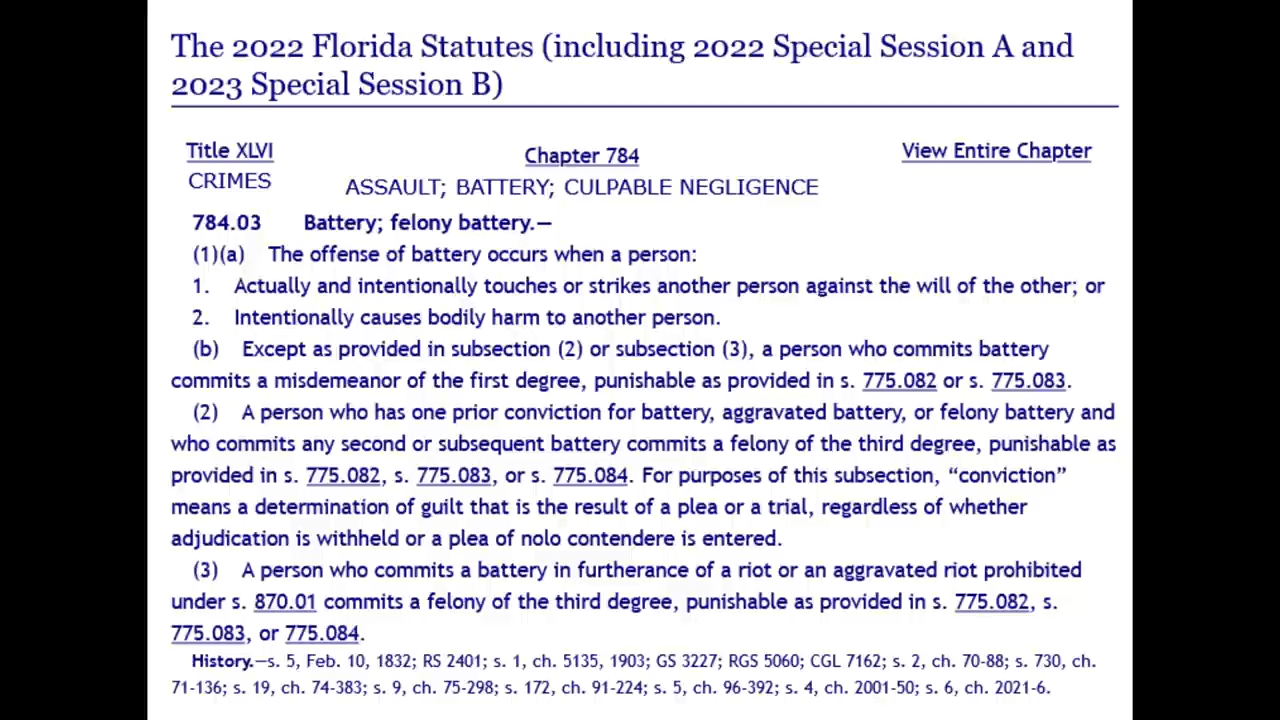 The 2022 Florida Statutes (including 2022 Special Session A and
2023 Special Session B)
Title XLVI
Chapter 784
View Entire Chapter
CRIMES
ASSAULT; BATTERY; CULPABLE NEGLIGENCE
784.03 Battery; felony battery.—
(1)(a) The offense of battery occurs when a person:
1. Actually and intentionally touches or strikes another person against the will of the other; or
2. Intentionally causes bodily harm to another person.
(b) Except as provided in subsection (2) or subsection (3), a person who commits battery
commits a misdemeanor of the first degree, punishable as provided in s. 775.082 or s. 775.083.
(2) A person who has one prior conviction for battery, aggravated battery, or felony battery and
who commits any second or subsequent battery commits a felony of the third degree, punishable as
provided in s. 775.082, s. 775.083, or s. 775.084. For purposes of this subsection, “conviction”
means a determination of guilt that is the result of a plea or a trial, regardless of whether
adjudication is withheld or a plea of nolo contendere is entered.
(3) A person who commits a battery in furtherance of a riot or an aggravated riot prohibited
under s. 870.01 commits a felony of the third degree, punishable as provided in s. 775.082, s.
775.083, or 775.084.
History.—s. 5, Feb. 10, 1832; RS 2401; s. 1, ch. 5135, 1903; GS 3227; RGS 5060; CGL 7162; s. 2, ch. 70-88; s. 730, ch.
71-136; s. 19, ch. 74-383; s. 9, ch. 75-298; s. 172, ch. 91-224; s. 5, ch. 96-392; s. 4, ch. 2001-50; s. 6, ch. 2021-6.